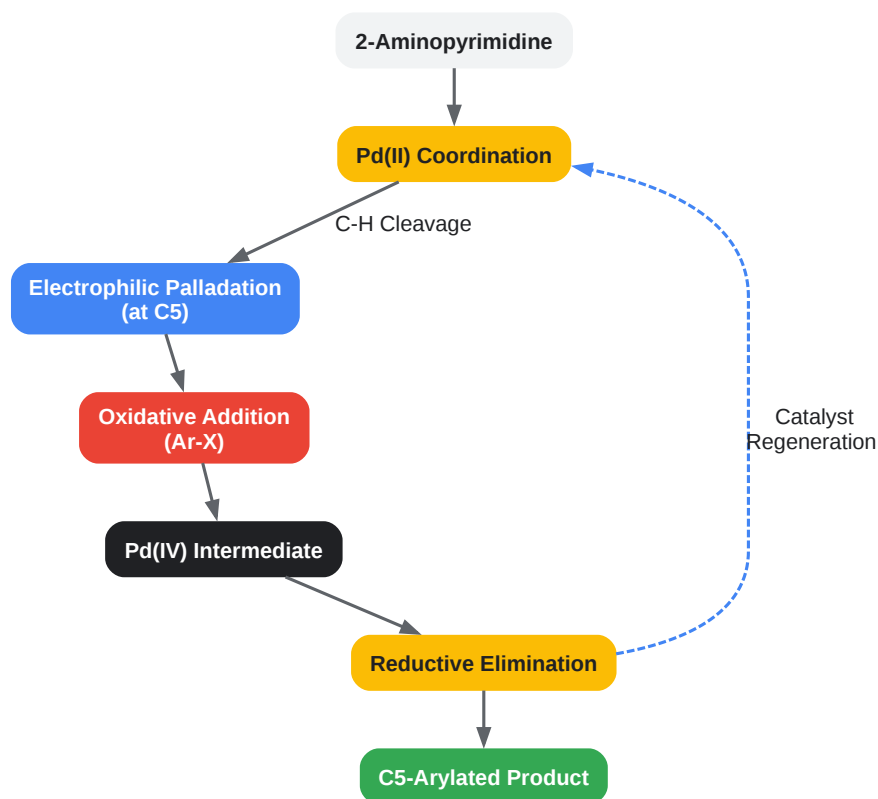 2-Aminopyrimidine
Pd(II) Coordination
C-H Cleavage
Electrophilic Palladation
(at C5)
Oxidative Addition
(Ar-X)
Catalyst
Regeneration
Pd(IV) Intermediate
Reductive Elimination
C5-Arylated Product